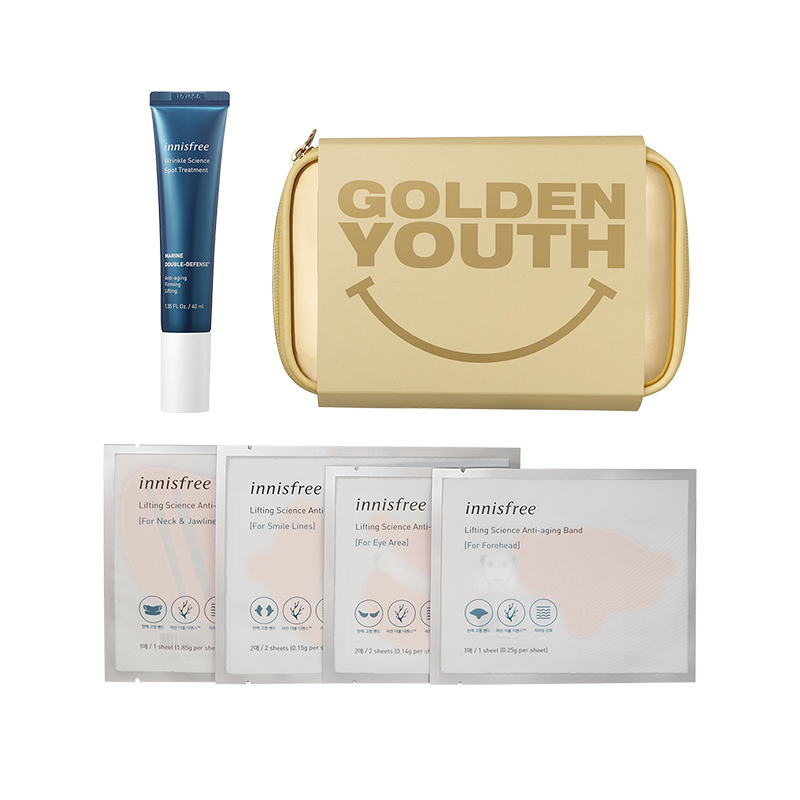 innisfree
Wrinkle Science
Spot Treatment
MARINE
DOUBLE-DEFENSE™
Anti-aging
Firming
Lifting
1.35 FL Oz. / 40 ml
GOLDEN
YOUTH
innisfree
Lifting Science Anti-
[For Neck & Jawline
1매 / 1 sheet (1.85g per she
innisfree
Lifting Science Anti-
[For Smile Lines]
2매 / 2 sheets (0.15g per s
innisfree
Lifting Science Anti-
[For Eye Area]
2매 / 2 sheets (0.14g per s
innisfree
Lifting Science Anti-aging Band
[For Forehead]
1매 / 1 sheet (0.25g per sheet)